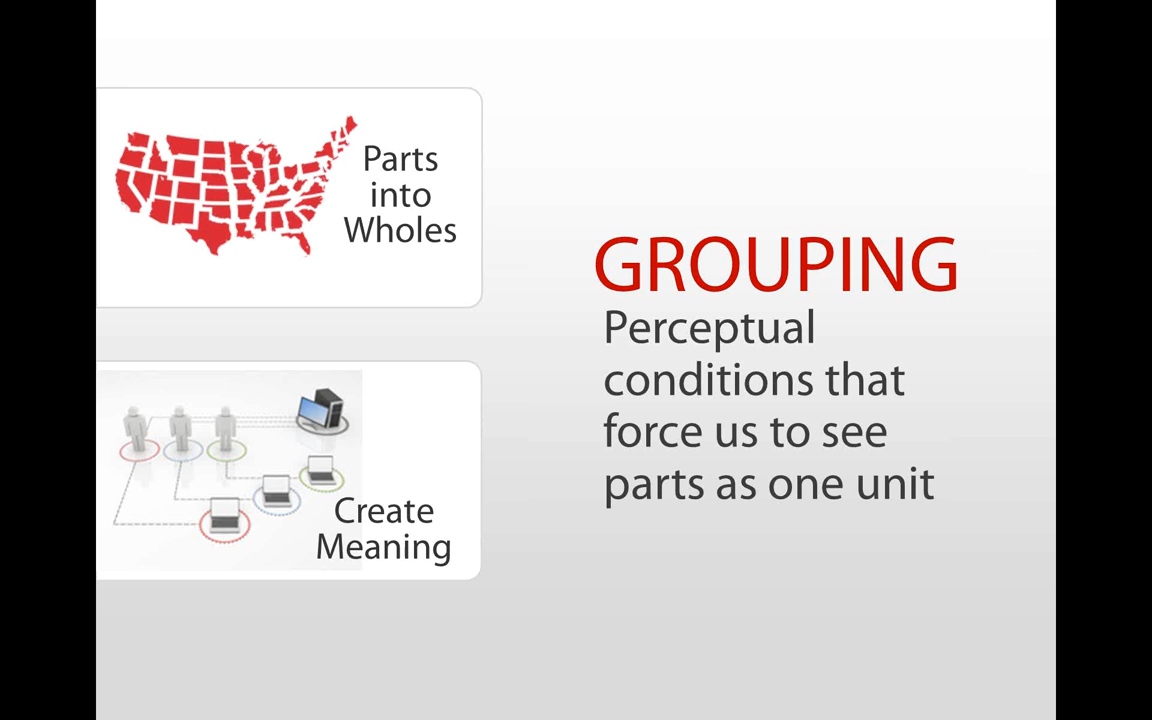 Parts
into
Wholes
Create
Meaning
GROUPING
Perceptual
conditions that
force us to see
parts as one unit